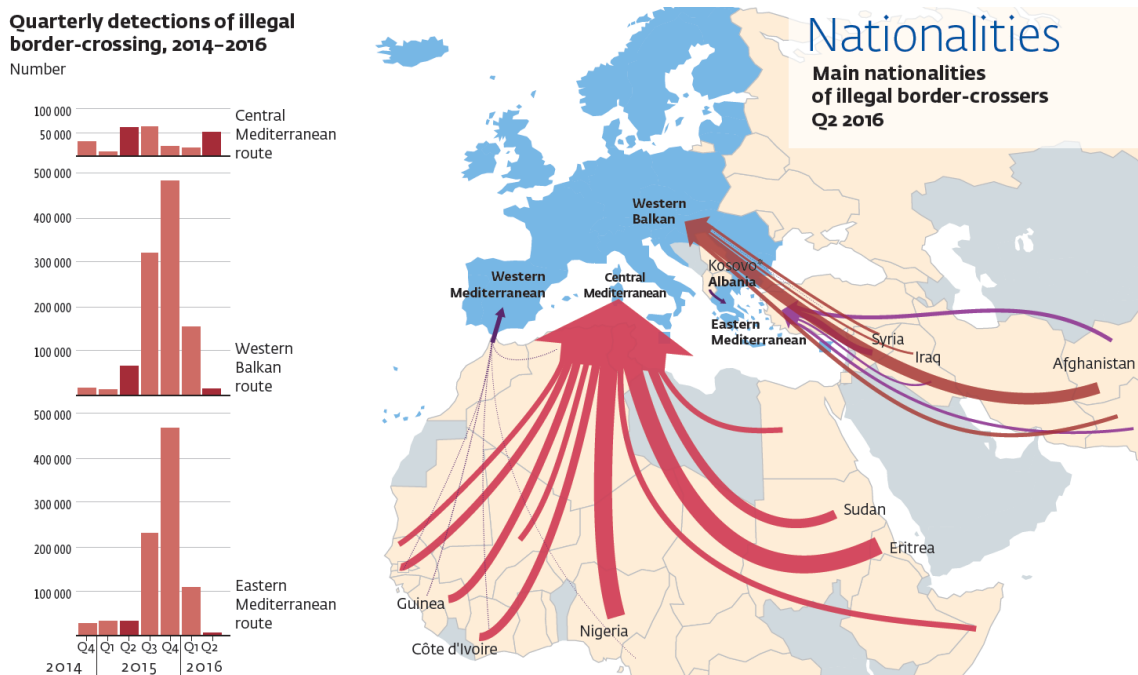 Quarterly detections of illegal
border-crossing, 2014–2016
Number
100 000
50 000
Central
Mediterranean
route
500 000
400 000
300 000
200 000
100 000
Western
Balkan
route
500 000
400 000
300 000
200 000
100 000
Eastern
Mediterranean
route
Q4 Q1 Q2 Q3 Q4 Q1 Q2
2014 2015 2016
Nationalities
Main nationalities
of illegal border-crossers
Q2 2016
Western
Balkan
Kosovo*
Albania
Western
Mediterranean
Central
Mediterranean
Eastern
Mediterranean
Syria
Iraq
Afghanistan
Sudan
Eritrea
Guinea
Nigeria
Côte d'Ivoire